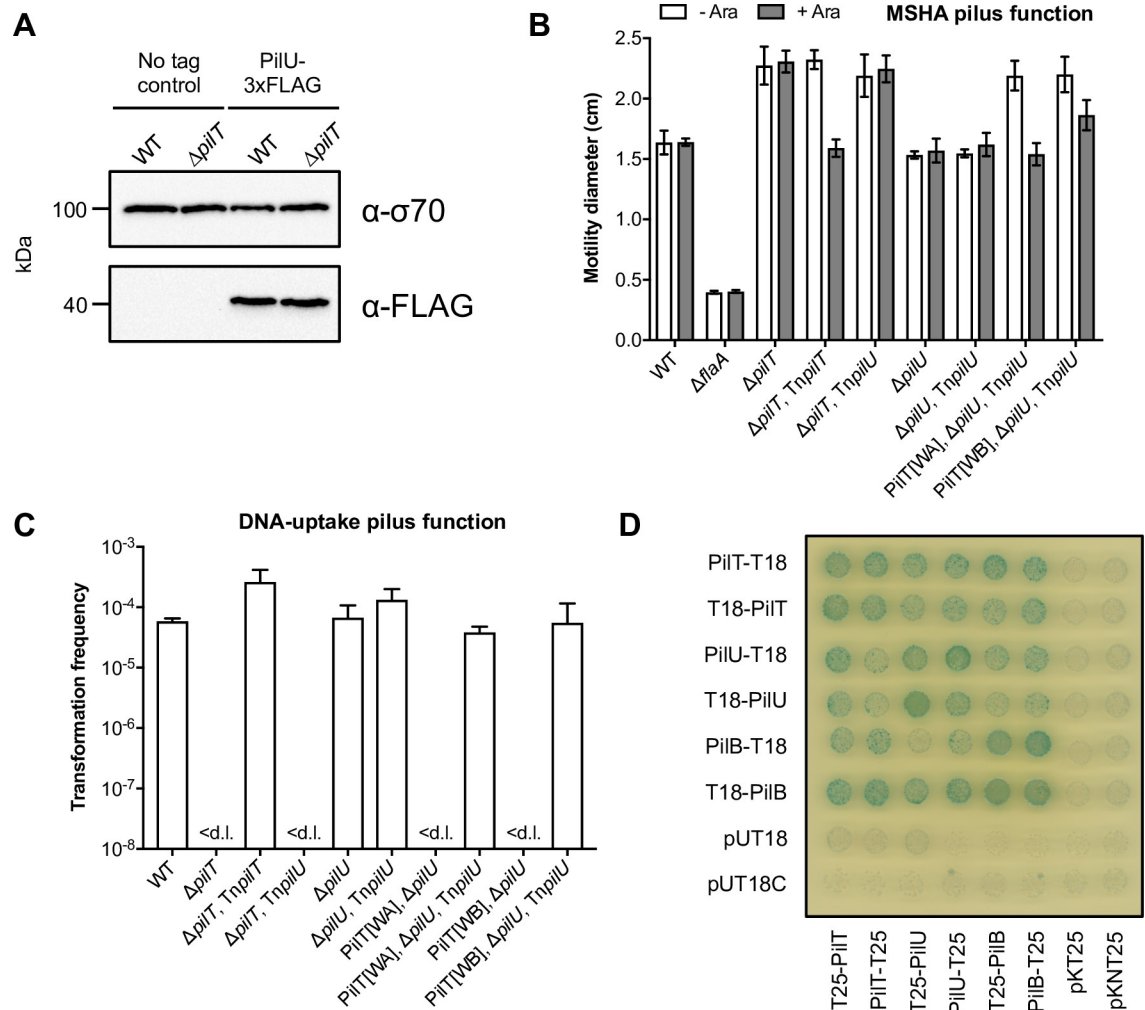 A
No tag control
PilU-3xFLAG
WT
ΔpilT
WT
ΔpilT
100
α-σ70
kDa
40
α-FLAG
B
- Ara
+ Ara
MSHA pilus function
Motility diameter (cm)
2.5
2.0
1.5
1.0
0.5
0.0
WT
ΔflaA
ΔpilT
ΔpilT, TnpilT
ΔpilT, TnpilU
ΔpilU
ΔpilU, TnpilU
PilT[WA], ΔpilU, TnpilU
PilT[WB], ΔpilU, TnpilU
C
DNA-uptake pilus function
Transformation frequency
10-3
10-4
10-5
10-6
10-7
10-8
<d.l.
<d.l.
<d.l.
<d.l.
WT
ΔpilT
ΔpilT, TnpilT
ΔpilT, TnpilU
ΔpilU
ΔpilU, TnpilU
PilT[WA], ΔpilU
PilT[WA], ΔpilU, TnpilU
PilT[WB], ΔpilU
PilT[WB], ΔpilU, TnpilU
D
PilT-T18
T18-PilT
PilU-T18
T18-PilU
PilB-T18
T18-PilB
pUT18
pUT18C
T25-PilT
PilT-T25
T25-PilU
PilU-T25
T25-PilB
PilB-T25
pKT25
pKNT25